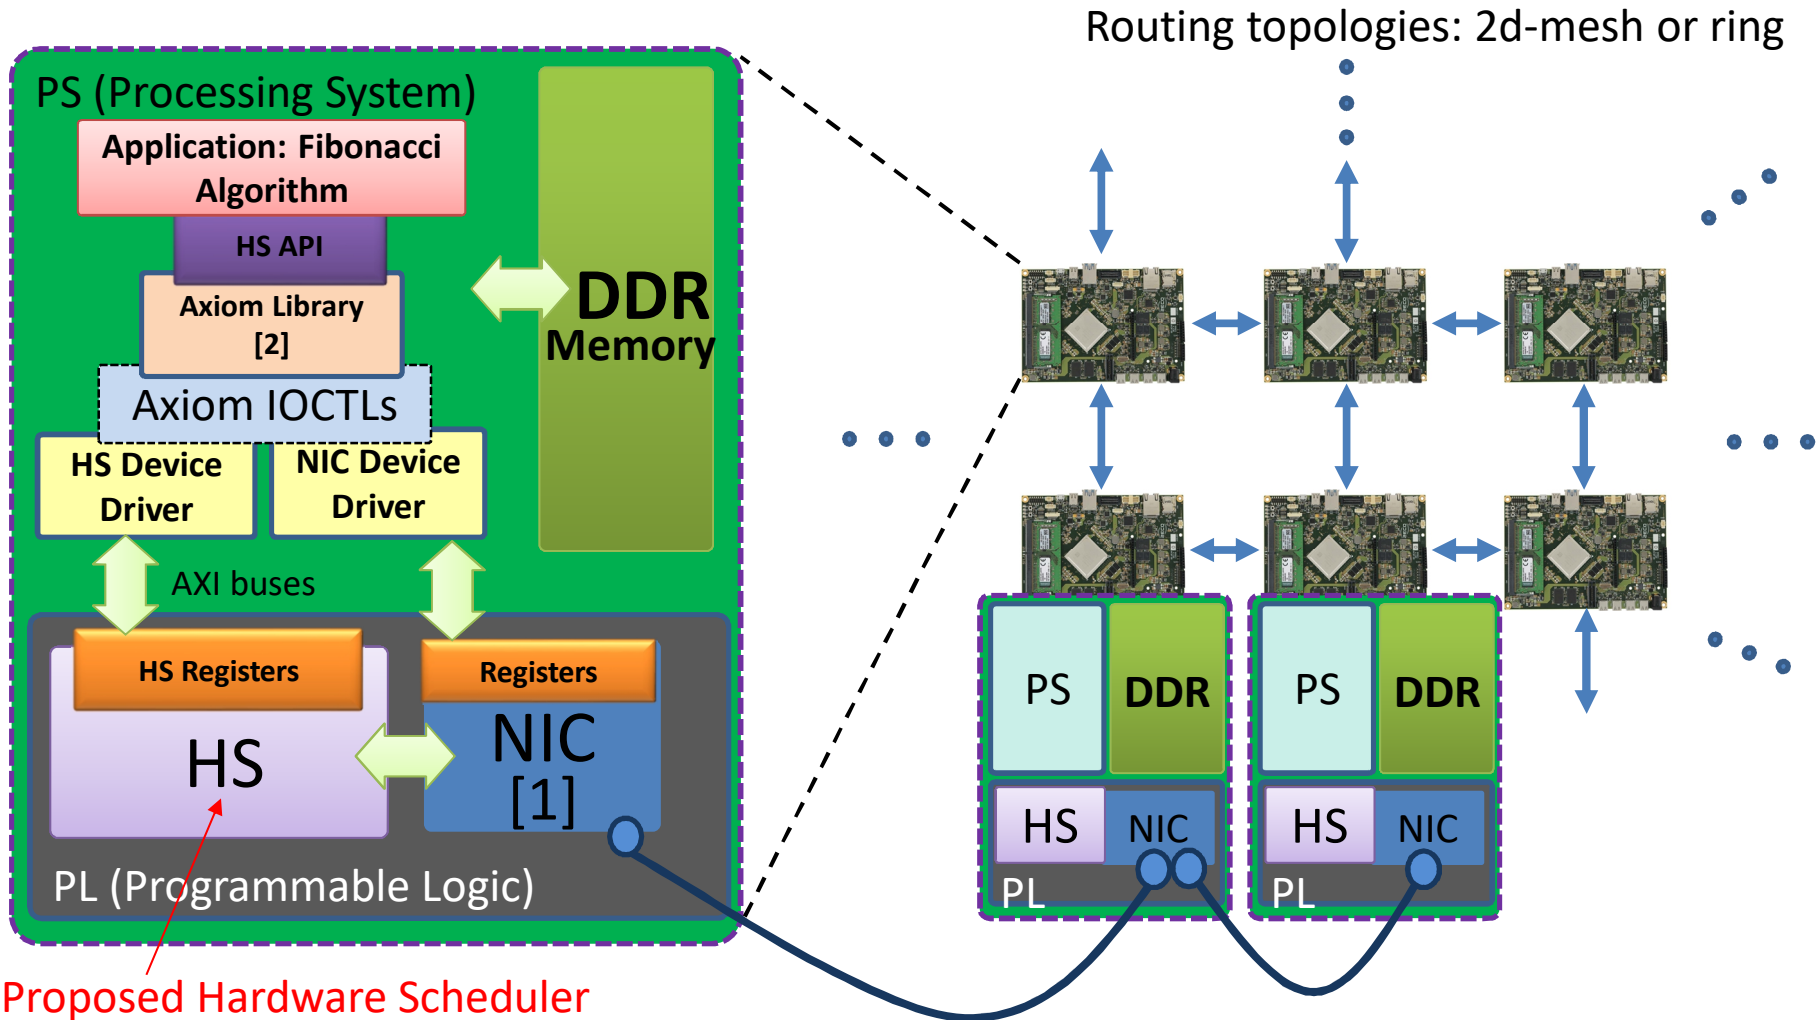 Routing topologies: 2d-mesh or ring
PS (Processing System)
Application: Fibonacci
Algorithm
HS API
Axiom Library
[2]
Axiom IOCTLs
HS Device
Driver
NIC Device
Driver
DDR
Memory
AXI buses
HS Registers
Registers
HS
NIC
[1]
PL (Programmable Logic)
Proposed Hardware Scheduler
PS
DDR
HS
NIC
PL
PS
DDR
HS
NIC
PL